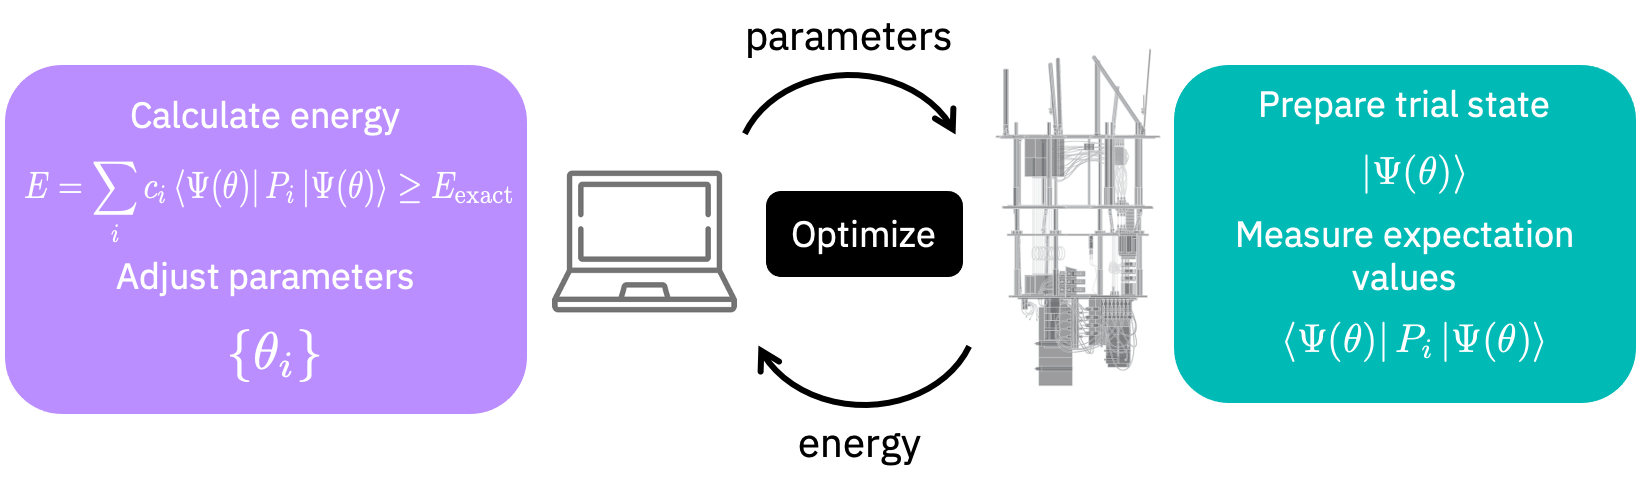 parameters
Calculate energy
E = ∑_i c_i ⟨Ψ(θ)| P_i |Ψ(θ)⟩ ≥ E_exact
Adjust parameters
{θ_i}
Optimize
energy
Prepare trial state
|Ψ(θ)⟩
Measure expectation
values
⟨Ψ(θ)| P_i |Ψ(θ)⟩